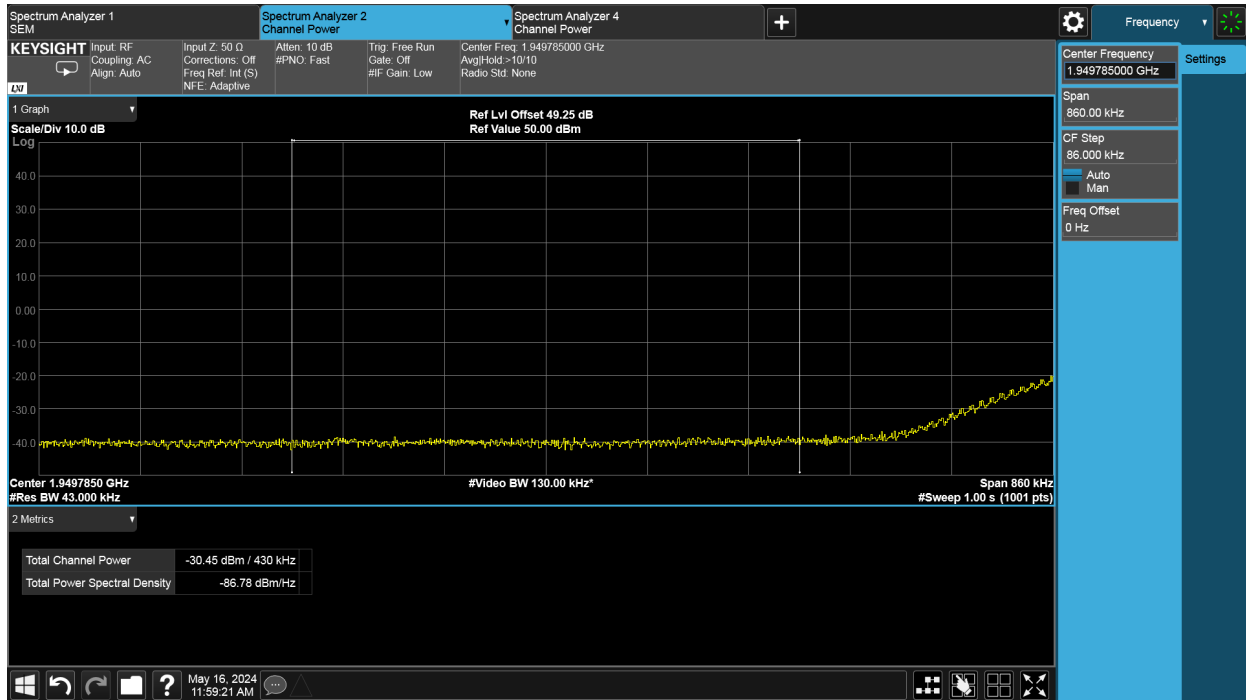 Spectrum Analyzer 1
SEM
Spectrum Analyzer 2
Channel Power
Spectrum Analyzer 4
Channel Power
Frequency
KEYSIGHT
LXI
Input: RF
Coupling: AC
Align: Auto
Input Z: 50 Ω
Corrections: Off
Freq Ref: Int (S)
NFE: Adaptive
Atten: 10 dB
#PNO: Fast
Trig: Free Run
Gate: Off
#IF Gain: Low
Center Freq: 1.949785000 GHz
Avg|Hold:>10/10
Radio Std: None
Center Frequency
1.949785000 GHz
Settings
Span
860.00 kHz
CF Step
86.000 kHz
Auto
Man
Freq Offset
0 Hz
1 Graph
Scale/Div 10.0 dB
Ref Lvl Offset 49.25 dB
Ref Value 50.00 dBm
Log
40.0
30.0
20.0
10.0
0.00
-10.0
-20.0
-30.0
-40.0
Center 1.9497850 GHz
#Video BW 130.00 kHz*
Span 860 kHz
#Res BW 43.000 kHz
#Sweep 1.00 s (1001 pts)
2 Metrics
Total Channel Power -30.45 dBm / 430 kHz
Total Power Spectral Density -86.78 dBm/Hz
?
May 16, 2024
11:59:21 AM